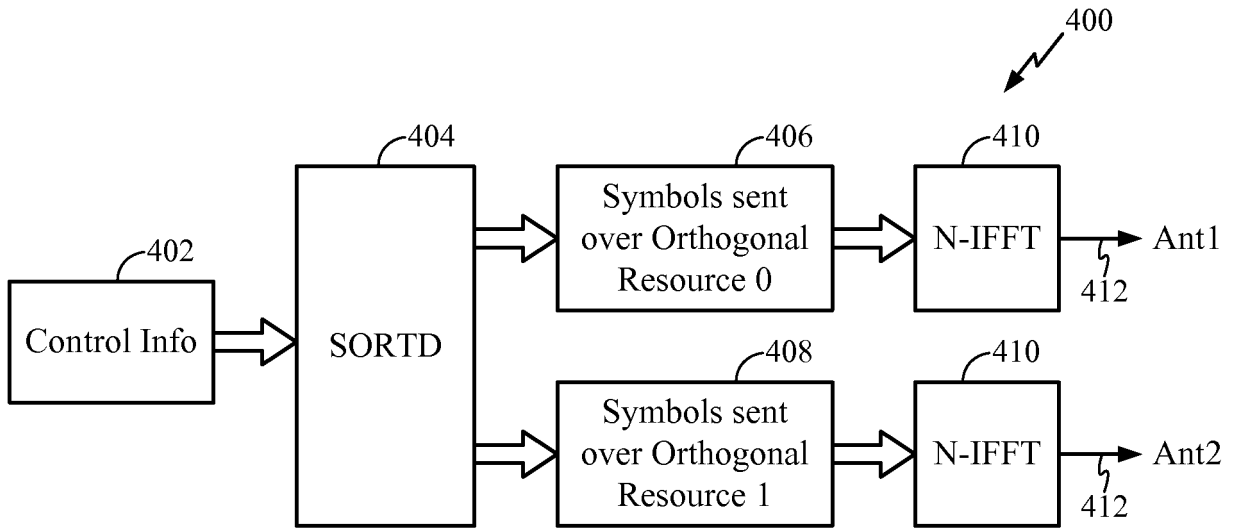 400
404
406
410
Symbols sent
over Orthogonal
Resource 0
N-IFFT
Ant1
412
402
Control Info
SORTD
408
410
Symbols sent
over Orthogonal
Resource 1
N-IFFT
Ant2
412